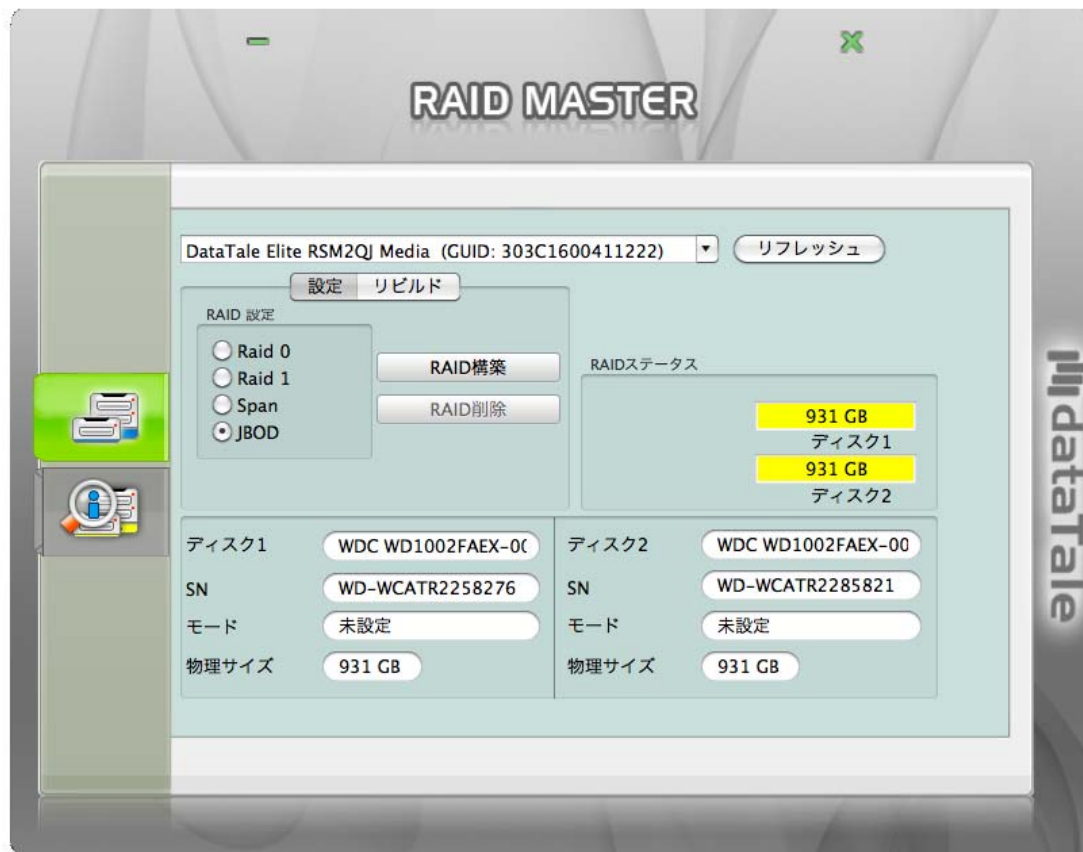 RAID MASTER
DataTale Elite RSM2QJ Media (GUID: 303C1600411222)
リフレッシュ
設定 リビルド
RAID 設定
Raid 0
Raid 1
Span
JBOD
RAID構築
RAID削除
RAIDステータス
931 GB
ディスク1
931 GB
ディスク2
ディスク1 WDC WD1002FAEX-00
SN WD-WCATR2258276
モード 未設定
物理サイズ 931 GB
ディスク2 WDC WD1002FAEX-00
SN WD-WCATR2285821
モード 未設定
物理サイズ 931 GB
dataTale